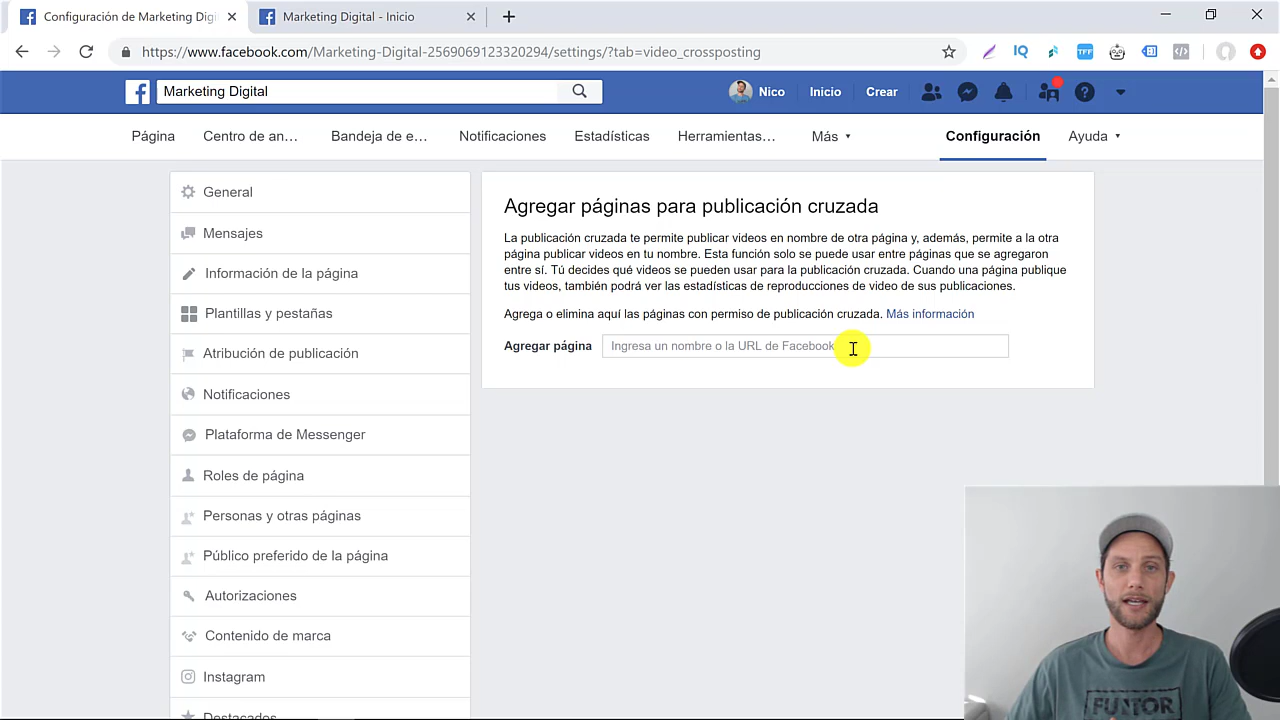 Configuración de Marketing Digi
Marketing Digital - Inicio
https://www.facebook.com/Marketing-Digital-2569069123320294/settings/?tab=video_crossposting
IQ
TFF
Marketing Digital
Nico
Inicio
Crear
Página
Centro de an...
Bandeja de e...
Notificaciones
Estadísticas
Herramientas...
Más
Configuración
Ayuda
General
Mensajes
Información de la página
Plantillas y pestañas
Atribución de publicación
Notificaciones
Plataforma de Messenger
Roles de página
Personas y otras páginas
Público preferido de la página
Autorizaciones
Contenido de marca
Instagram
Destacados
Agregar páginas para publicación cruzada
La publicación cruzada te permite publicar videos en nombre de otra página y, además, permite a la otra
página publicar videos en tu nombre. Esta función solo se puede usar entre páginas que se agregaron
entre sí. Tú decides qué videos se pueden usar para la publicación cruzada. Cuando una página publique
tus videos, también podrá ver las estadísticas de reproducciones de video de sus publicaciones.
Agrega o elimina aquí las páginas con permiso de publicación cruzada. Más información
Agregar página
Ingresa un nombre o la URL de Facebook